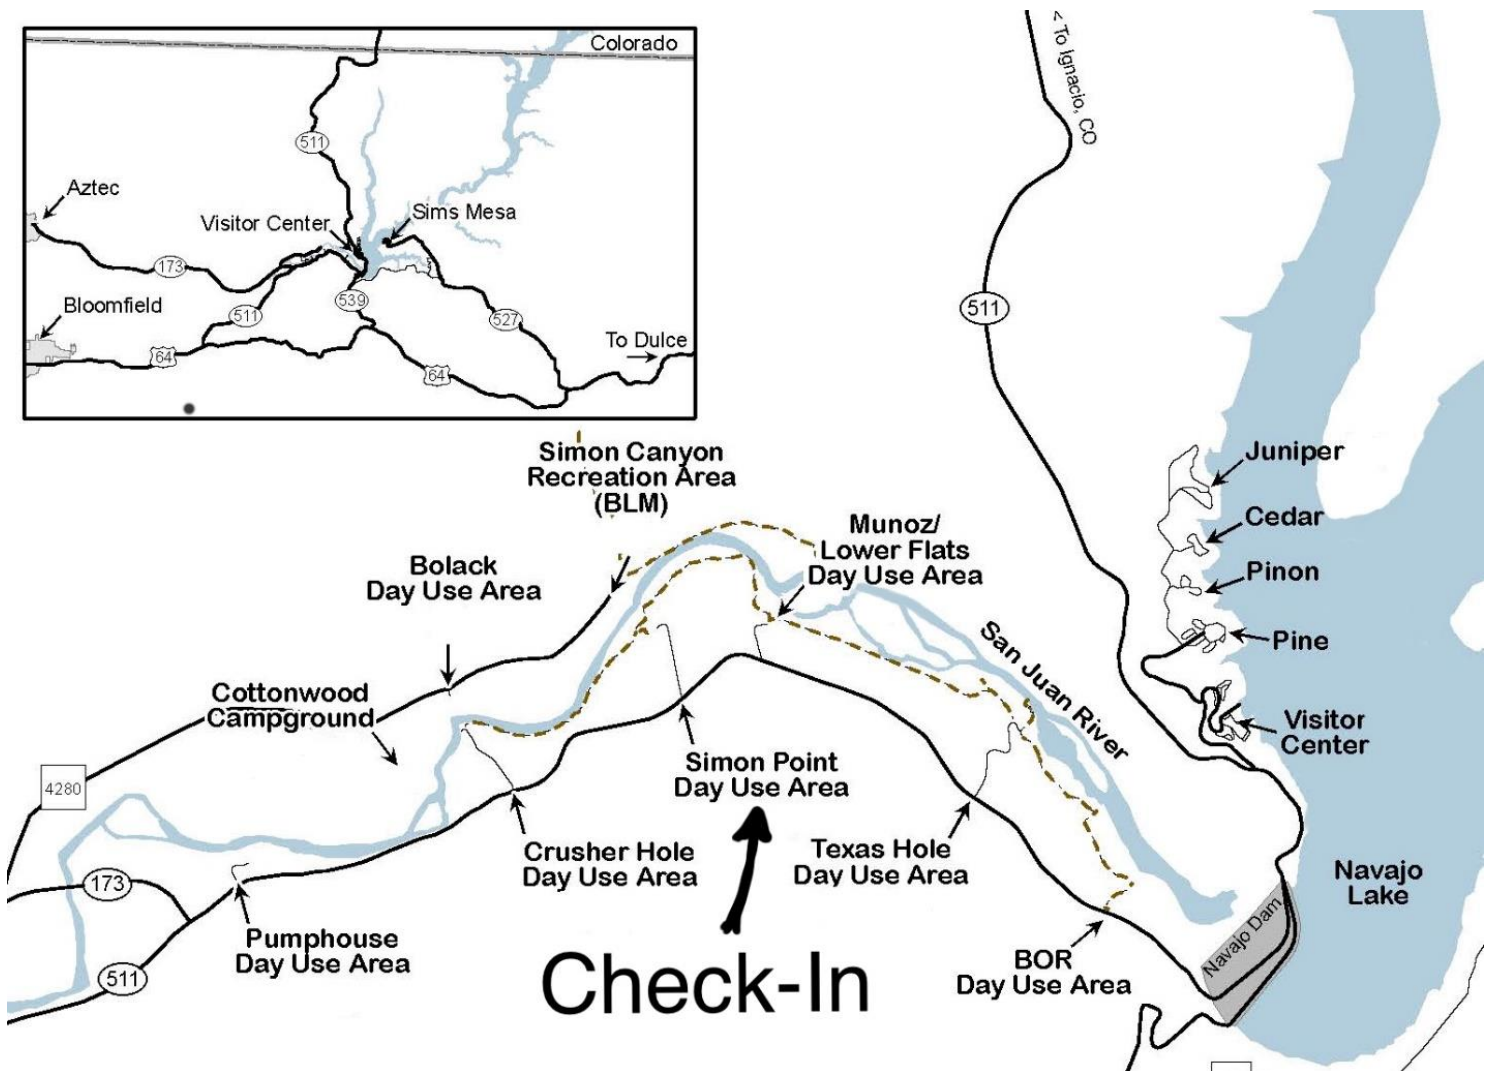 Colorado
511
Aztec
Visitor Center
Sims Mesa
173
Bloomfield
511
539
527
64
64
To Dulce
< To Ignacio, CO
511
Simon Canyon
Recreation Area
(BLM)
Munoz/
Lower Flats
Day Use Area
Bolack
Day Use Area
Juniper
Cedar
Pinon
Pine
Visitor
Center
San Juan River
Cottonwood
Campground
4280
Simon Point
Day Use Area
Crusher Hole
Day Use Area
Texas Hole
Day Use Area
173
Pumphouse
Day Use Area
511
BOR
Day Use Area
Navajo Dam
Navajo
Lake
Check-In